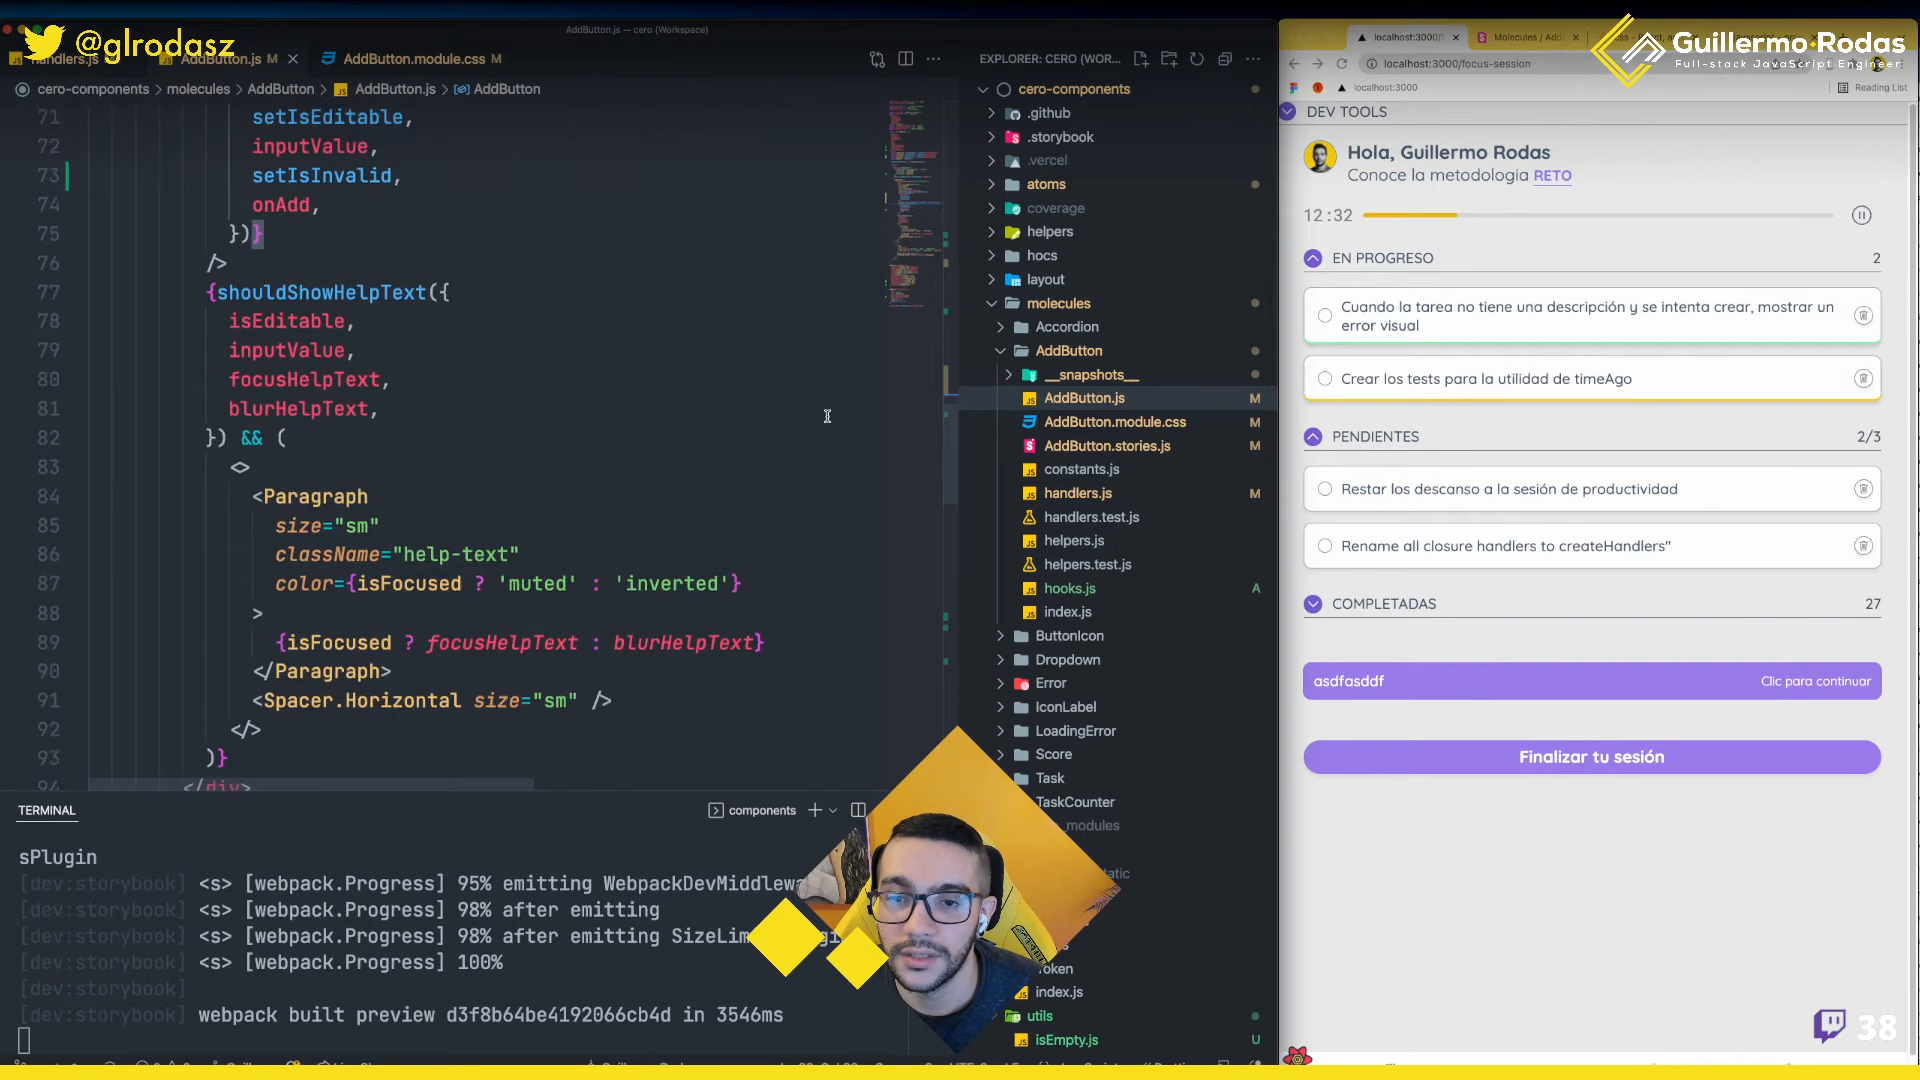 @glrodasz
AddButton.js — cero (Workspace)
handlers.js
AddButton.js M
AddButton.module.css M
cero-components
molecules
AddButton
AddButton.js
AddButton
71 setIsEditable,
72 inputValue,
73 setIsInvalid,
74 onAdd,
75 })}
76 />
77 {shouldShowHelpText({
78 isEditable,
79 inputValue,
80 focusHelpText,
81 blurHelpText,
82 }) && (
83 <>
84 <Paragraph
85 size="sm"
86 className="help-text"
87 color={isFocused ? 'muted' : 'inverted'}
88 >
89 {isFocused ? focusHelpText : blurHelpText}
90 </Paragraph>
91 <Spacer.Horizontal size="sm" />
92 </>
93 )}
94 </div>
TERMINAL
components
sPlugin
[dev:storybook] <s> [webpack.Progress] 95% emitting WebpackDevMiddlewa
[dev:storybook] <s> [webpack.Progress] 98% after emitting
[dev:storybook] <s> [webpack.Progress] 98% after emitting SizeLim
[dev:storybook] <s> [webpack.Progress] 100%
[dev:storybook]
[dev:storybook] webpack built preview d3f8b64be4192066cb4d in 3546ms
EXPLORER: CERO (WOR...
cero-components
.github
.storybook
.vercel
atoms
coverage
helpers
hocs
layout
molecules
Accordion
AddButton
__snapshots__
AddButton.js M
AddButton.module.css M
AddButton.stories.js M
constants.js
handlers.js M
handlers.test.js
helpers.js
helpers.test.js
hooks.js A
index.js
ButtonIcon
Dropdown
Error
IconLabel
LoadingError
Score
Task
TaskCounter
_modules
index.js
utils
isEmpty.js U
localhost:3000/
Molecules / Add
localhost:3000/focus-session
localhost:3000
Reading List
Guillermo Rodas
Full-stack JavaScript Engineer
DEV TOOLS
Hola, Guillermo Rodas
Conoce la metodologia RETO
12:32
EN PROGRESO 2
Cuando la tarea no tiene una descripción y se intenta crear, mostrar un
error visual
Crear los tests para la utilidad de timeAgo
PENDIENTES 2/3
Restar los descanso a la sesión de productividad
Rename all closure handlers to createHandlers"
COMPLETADAS 27
asdfasddf Clic para continuar
Finalizar tu sesión
38